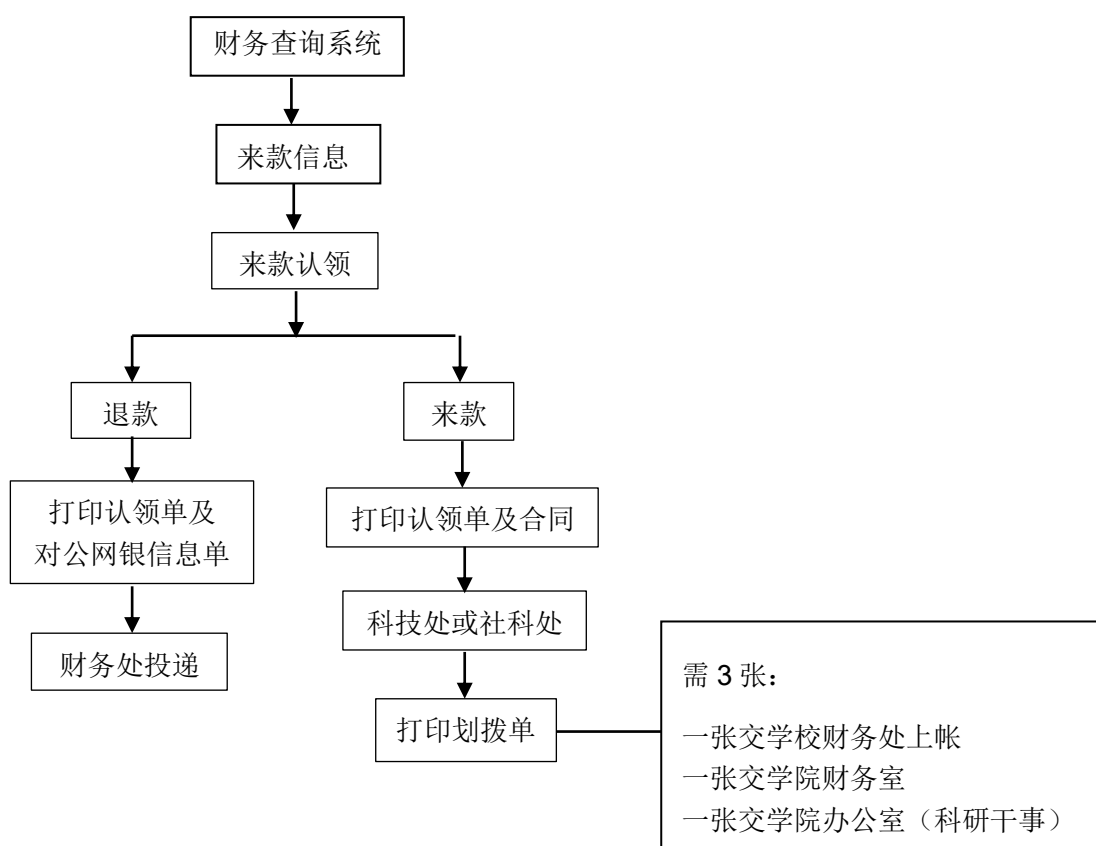 财务查询系统
来款信息
来款认领
退款
来款
打印认领单及
对公网银信息单
打印认领单及合同
科技处或社科处
财务处投递
打印划拨单
需 3 张：
一张交学校财务处上帐
一张交学院财务室
一张交学院办公室（科研干事）